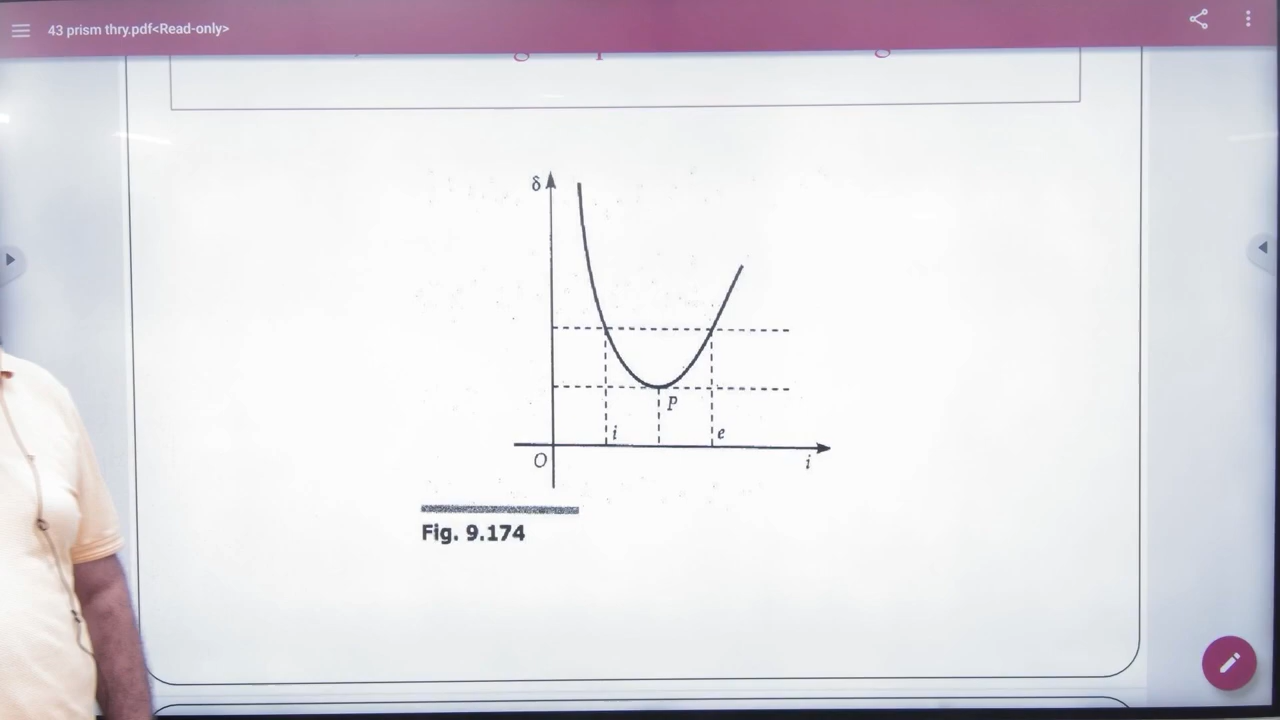 43 prism thry.pdf<Read-only>
δ
P
i
e
O
i
Fig. 9.174